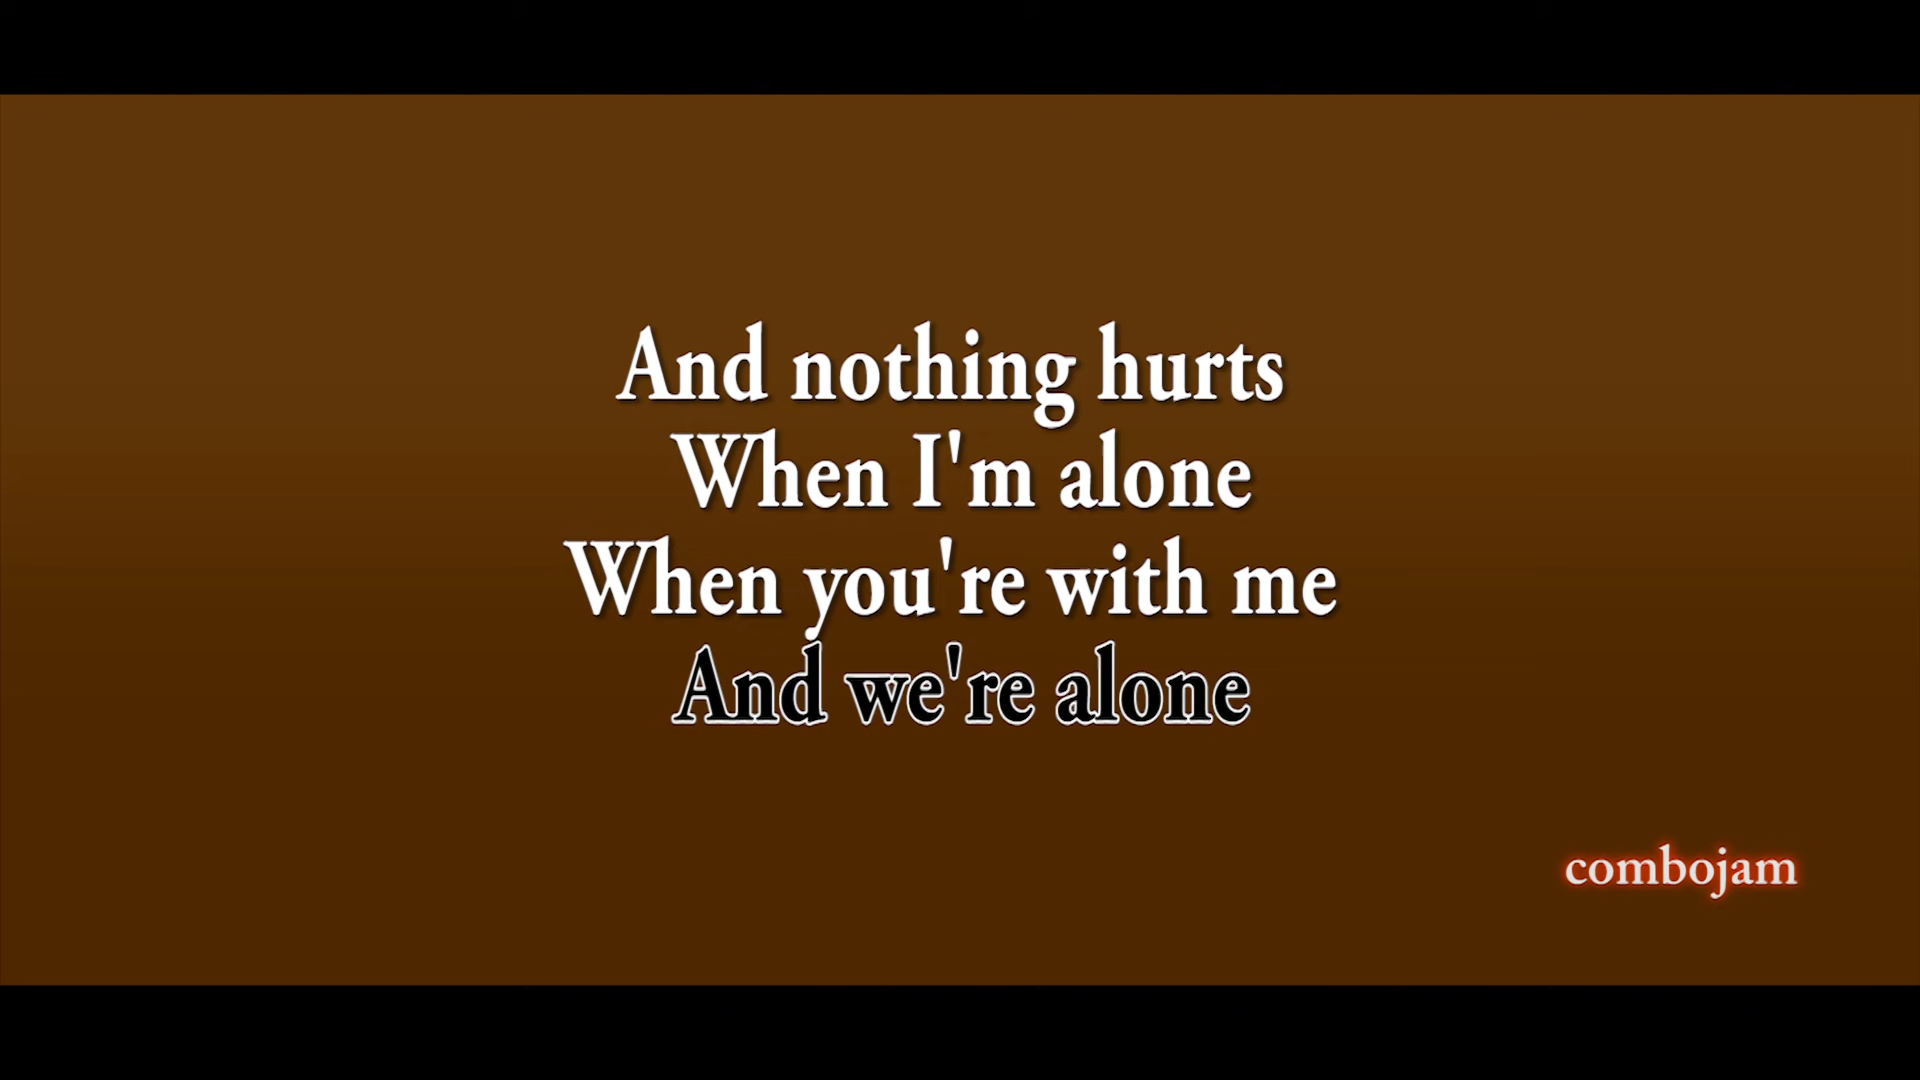 And nothing hurts
When I'm alone
When you're with me
And we're alone
combojam